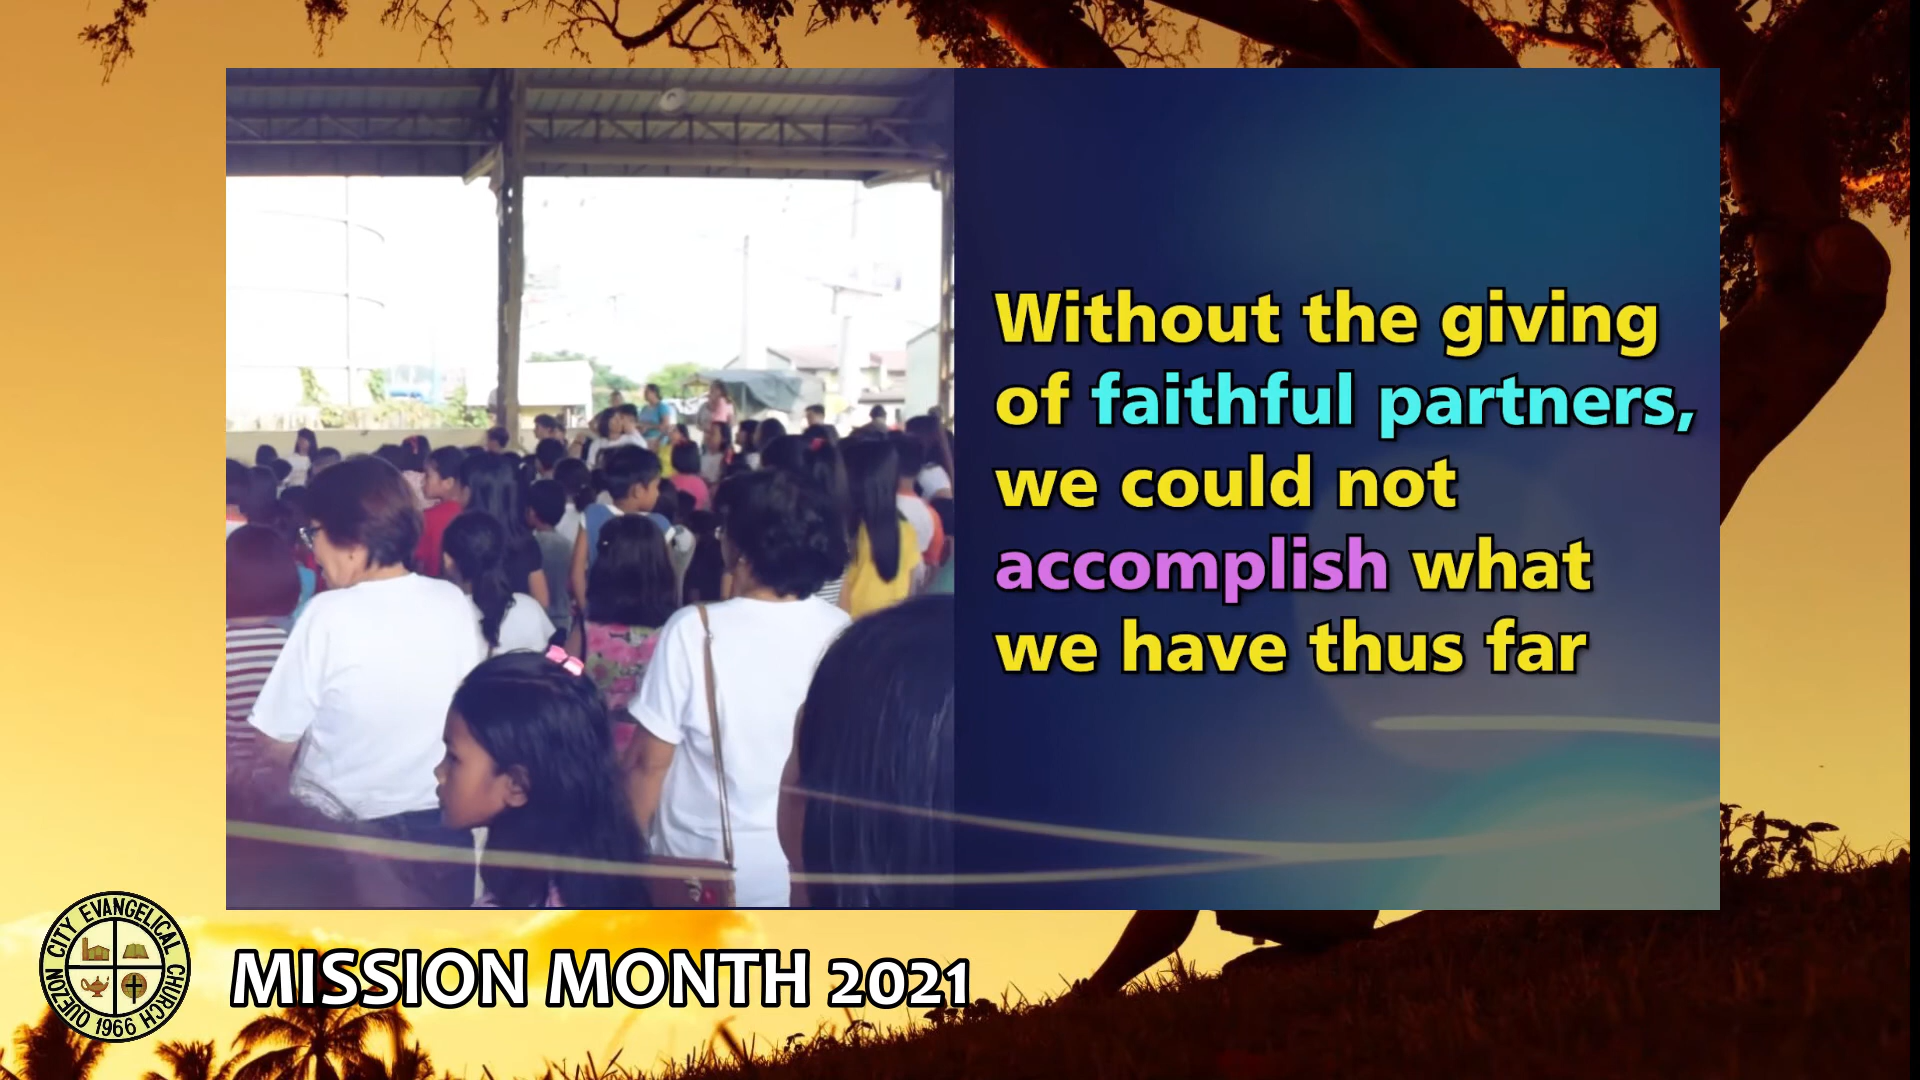 Without the giving
of faithful partners,
we could not
accomplish what
we have thus far
QUEZON CITY EVANGELICAL CHURCH
1966
MISSION MONTH 2021